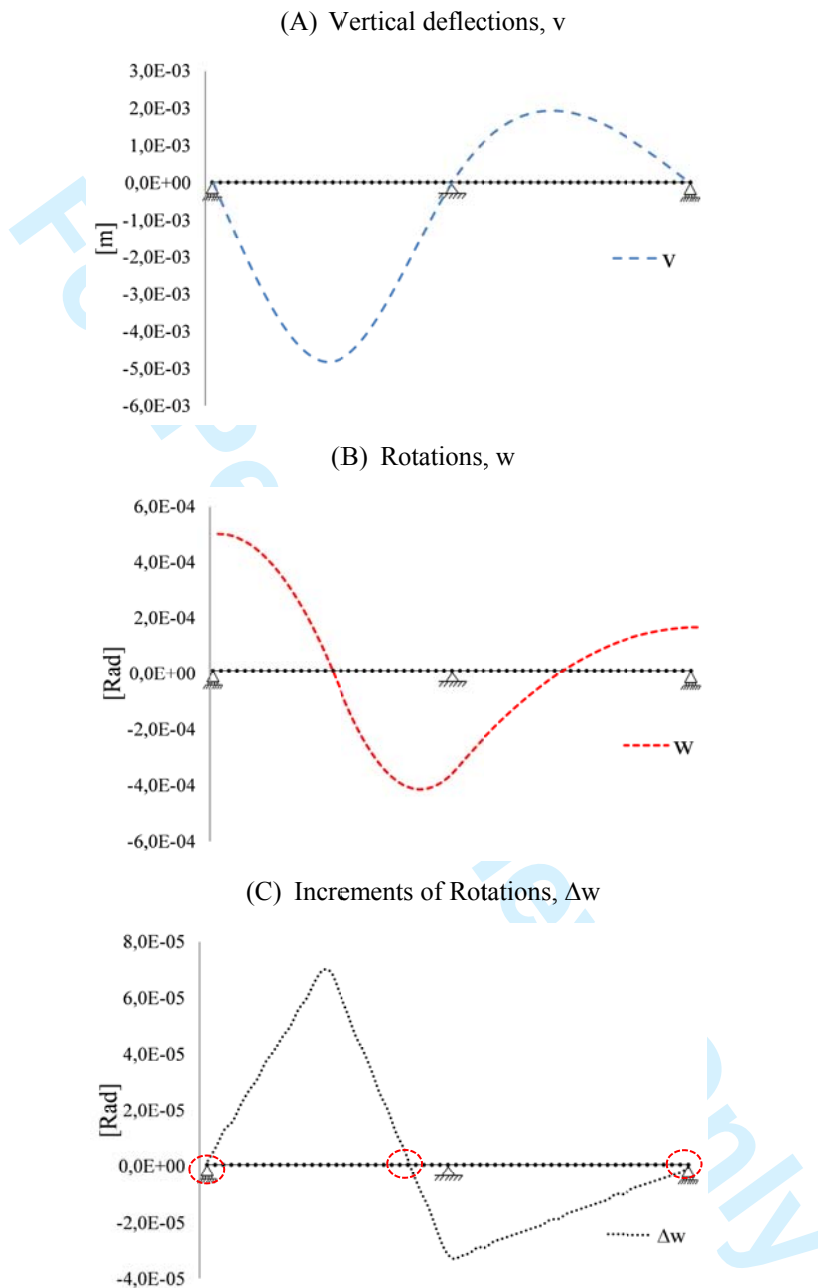 (A) Vertical deflections, v
3,0E-03
2,0E-03
1,0E-03
0,0E+00
-1,0E-03
-2,0E-03
-3,0E-03
-4,0E-03
-5,0E-03
-6,0E-03
[m]
v
(B) Rotations, w
6,0E-04
4,0E-04
2,0E-04
0,0E+00
-2,0E-04
-4,0E-04
-6,0E-04
[Rad]
w
(C) Increments of Rotations, Δw
8,0E-05
6,0E-05
4,0E-05
2,0E-05
0,0E+00
-2,0E-05
-4,0E-05
[Rad]
Δw